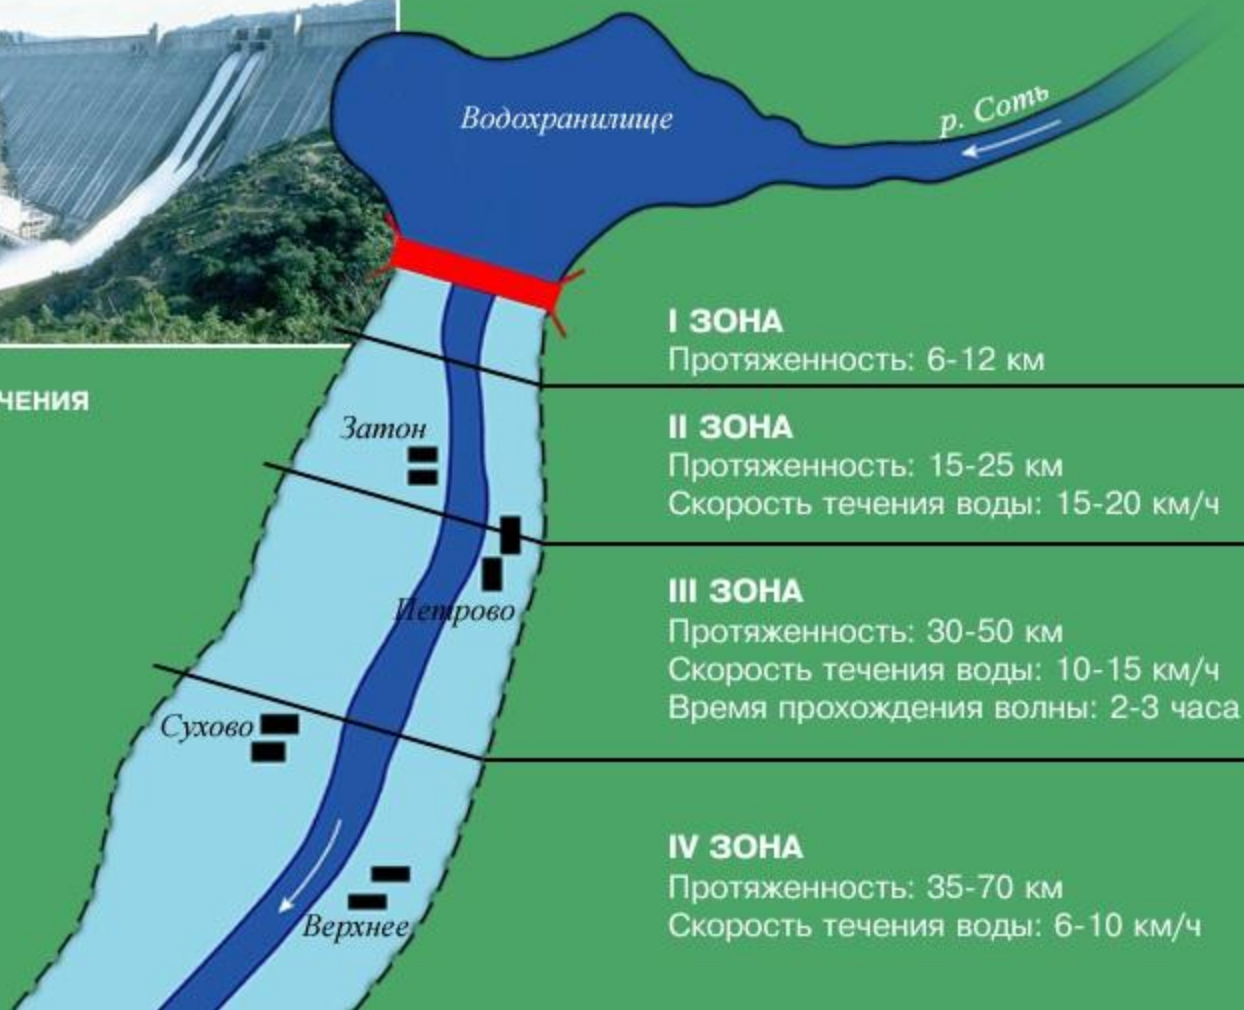 Водохранилище
р. Соть
I ЗОНА
Протяженность: 6-12 км
ЧЕНИЯ
Затон
II ЗОНА
Протяженность: 15-25 км
Скорость течения воды: 15-20 км/ч
Петрово
III ЗОНА
Протяженность: 30-50 км
Скорость течения воды: 10-15 км/ч
Время прохождения волны: 2-3 часа
Сухово
IV ЗОНА
Протяженность: 35-70 км
Скорость течения воды: 6-10 км/ч
Верхнее